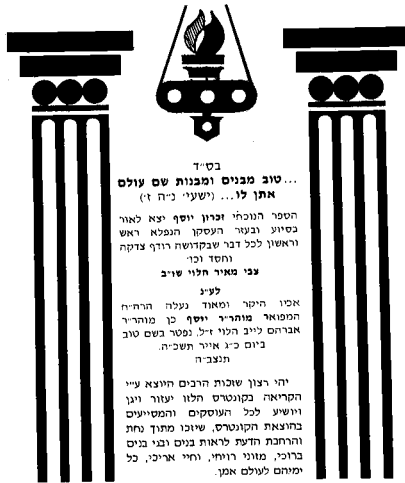 בס״ד
...טוב מבנים ומבנות שם עולם
אתן לו... (ישעי׳ נ״ה ז׳)
הספר הנוכחי זכרון יוסף יצא לאור
בסיוע ובעזר העסקן הנפלא ראש
וראשון לכל דבר שבקדושה רודף צדקה
וחסד וכו׳
צבי מאיר הלוי שו״ב
לע״נ
אביו היקר ומאוד נעלה הרה״ח
המפואר מוהר״ר יוסף בן מוהר״ר
אברהם לייב הלוי ז״ל, נפטר בשם טוב
ביום כ״ג אייר תשכ״ה.
תנצב״ה
יהי רצון שזכות הרבים היוצא ע״י
הקריאה בקונטרס הלזו יעזור ויגן
ויושיע לכל העוסקים והמסייעים
בהוצאת הקונטרס, שיזכו מתוך נחת
והרחבת הדעת לראות בנים ובני בנים
ברוכי, מזוני רויחי, וחיי אריכי, כל
ימיהם לעולם אמן.